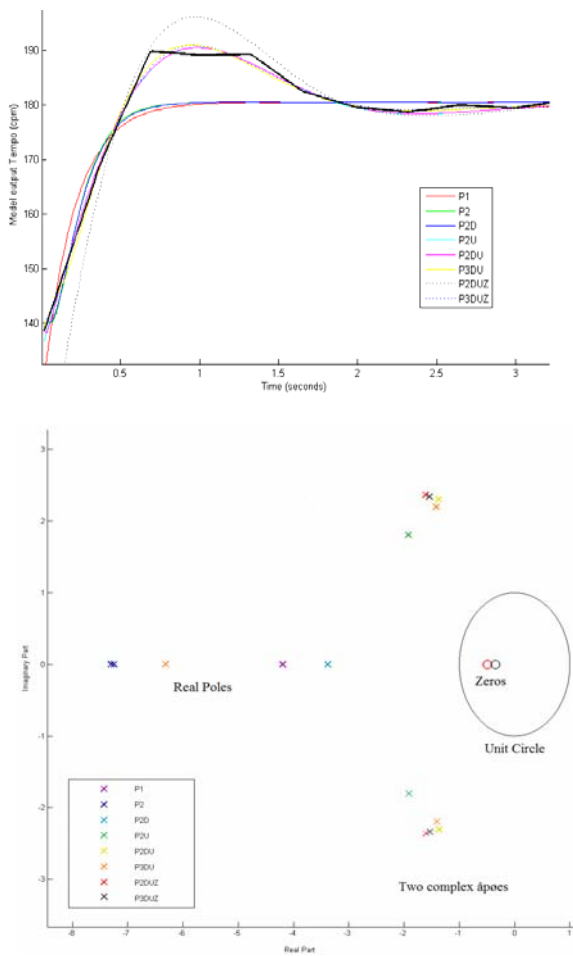 190
180
170
160
150
140
Model output Tempo (cpm)
P1
P2
P2D
P2U
P2DU
P3DU
P2DUZ
P3DUZ
0.5 1 1.5 2 2.5 3
Time (seconds)
3
2
1
0
-1
-2
-3
Imaginary Part
Real Poles
Zeros
Unit Circle
P1
P2
P2D
P2U
P2DU
P3DU
P2DUZ
P3DUZ
Two complex âpøes
-8 -7 -6 -5 -4 -3 -2 -1 0 1
Real Part